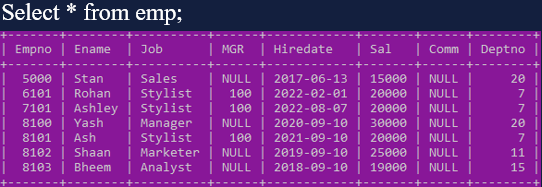 Select * from emp;
+-------+--------+----------+------+------------+-------+------+--------+
| Empno | Ename | Job | MGR | Hiredate | Sal | Comm | Deptno |
+-------+--------+----------+------+------------+-------+------+--------+
| 5000 | Stan | Sales | NULL | 2017-06-13 | 15000 | NULL | 20 |
| 6101 | Rohan | Stylist | 100 | 2022-02-01 | 20000 | NULL | 7 |
| 7101 | Ashley | Stylist | 100 | 2022-08-07 | 20000 | NULL | 7 |
| 8100 | Yash | Manager | NULL | 2020-09-10 | 30000 | NULL | 20 |
| 8101 | Ash | Stylist | 100 | 2021-09-10 | 20000 | NULL | 7 |
| 8102 | Shaan | Marketer | NULL | 2019-09-10 | 25000 | NULL | 11 |
| 8103 | Bheem | Analyst | NULL | 2018-09-10 | 19000 | NULL | 15 |
+-------+--------+----------+------+------------+-------+------+--------+